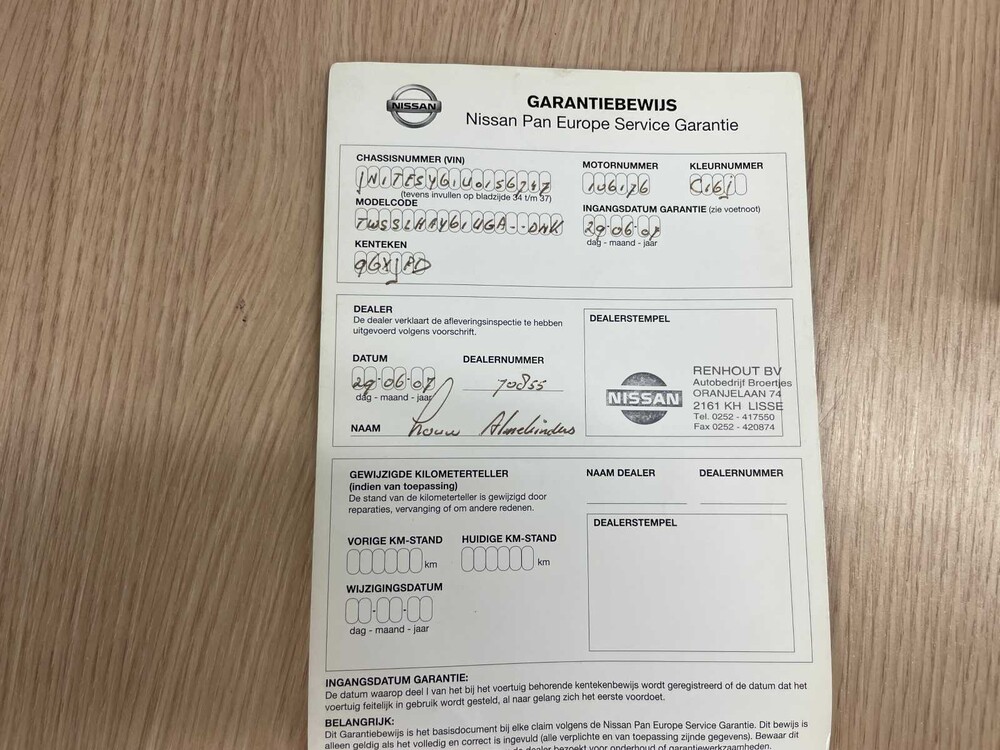 NISSAN
GARANTIEBEWIJS
Nissan Pan Europe Service Garantie
CHASSISNUMMER (VIN)
MOTORNUMMER
KLEURNUMMER
(tevens invullen op bladzijde 34 t/m 37)
MODELCODE
INGANGSDATUM GARANTIE (zie voetnoot)
29-06-07
dag - maand - jaar
KENTEKEN
DEALER
De dealer verklaart de afleveringsinspectie te hebben
uitgevoerd volgens voorschrift.
DEALERSTEMPEL
DATUM
DEALERNUMMER
29-06-07
70855
dag - maand - jaar
NAAM
NISSAN
RENHOUT BV
Autobedrijf Broertjes
ORANJELAAN 74
2161 KH LISSE
Tel. 0252 - 417550
Fax 0252 - 420874
GEWIJZIGDE KILOMETERTELLER
(indien van toepassing)
De stand van de kilometerteller is gewijzigd door
reparaties, vervanging of om andere redenen.
NAAM DEALER
DEALERNUMMER
DEALERSTEMPEL
VORIGE KM-STAND
HUIDIGE KM-STAND
km
km
WIJZIGINGSDATUM
dag - maand - jaar
INGANGSDATUM GARANTIE:
De datum waarop deel I van het bij het voertuig behorende kentekenbewijs wordt geregistreerd of de datum dat het
voertuig feitelijk in gebruik wordt gesteld, al naar gelang zich het eerste voordoet.
BELANGRIJK:
Dit Garantiebewijs is het basisdocument bij elke claim volgens de Nissan Pan Europe Service Garantie. Dit bewijs is
alleen geldig als het volledig en correct is ingevuld (alle verplichte en van toepassing zijnde gegevens). Bewaar dit
dealer bezoekt voor onderhoud of garantiewerkzaamheden.